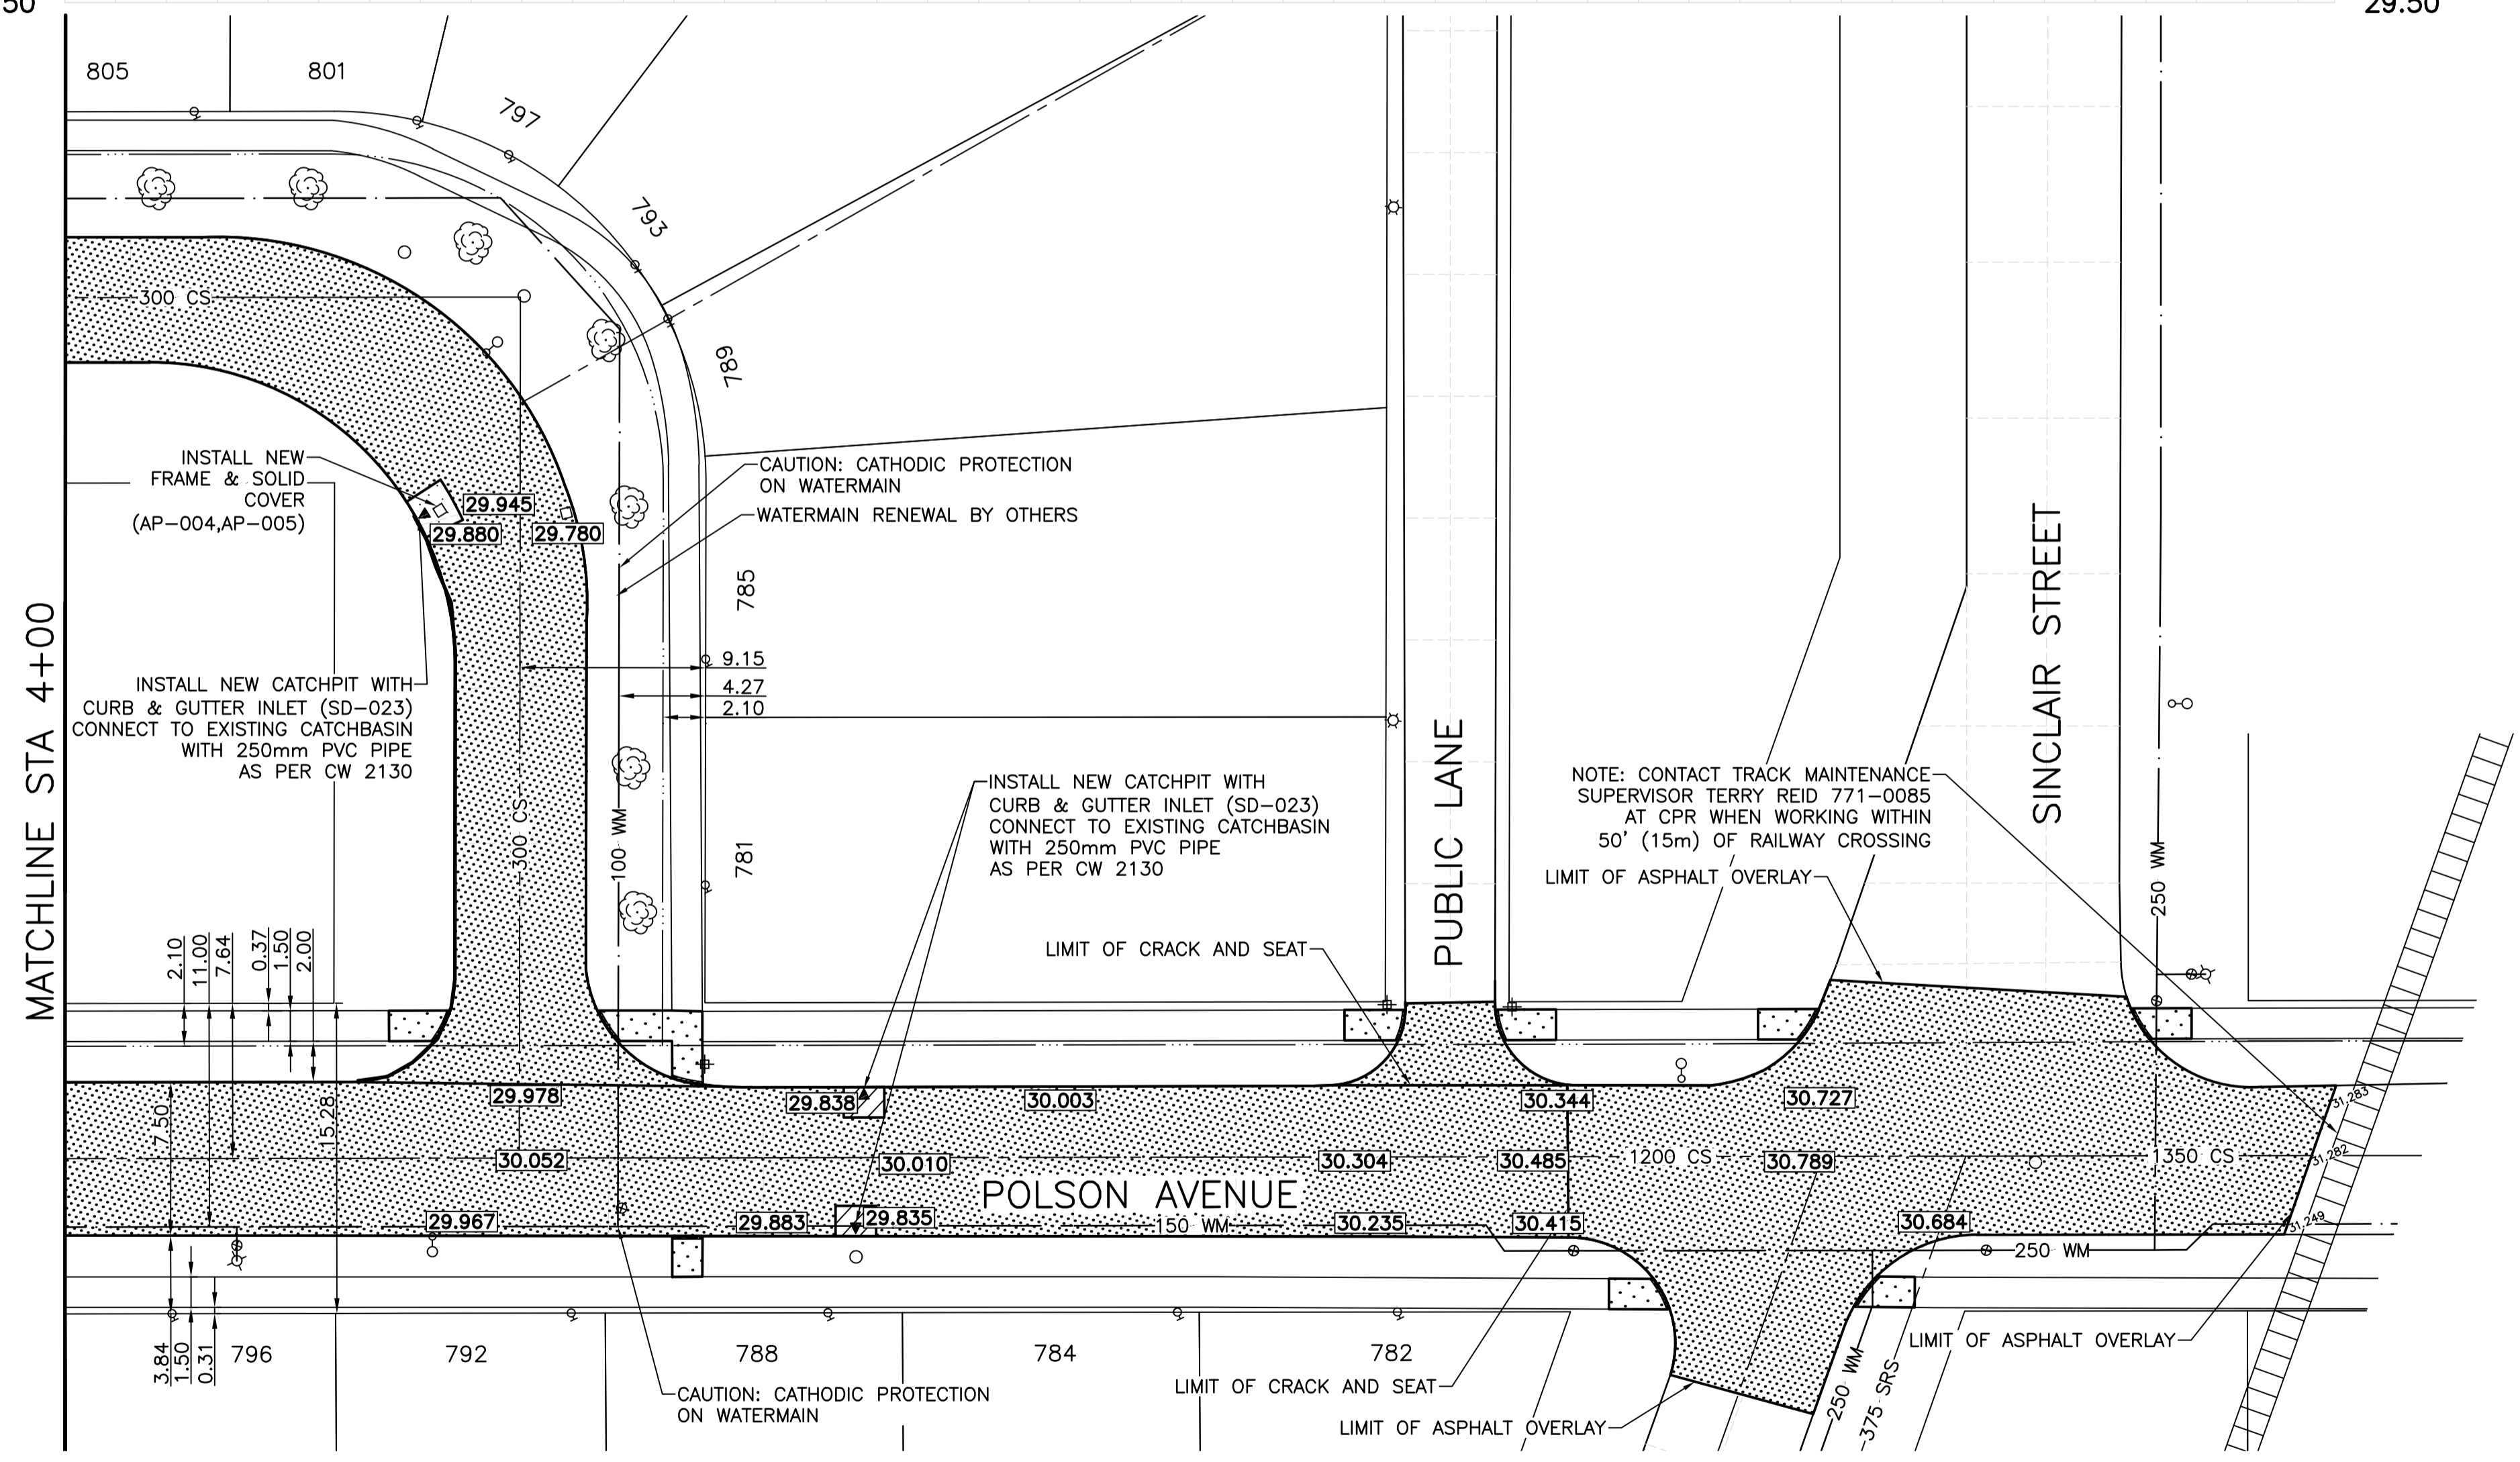 50
29.50
805
801
797
793
789
785
781
300 CS
INSTALL NEW
FRAME & SOLID
COVER
(AP-004,AP-005)
29.945
29.880
29.780
CAUTION: CATHODIC PROTECTION
ON WATERMAIN
WATERMAIN RENEWAL BY OTHERS
MATCHLINE STA 4+00
INSTALL NEW CATCHPIT WITH
CURB & GUTTER INLET (SD-023)
CONNECT TO EXISTING CATCHBASIN
WITH 250mm PVC PIPE
AS PER CW 2130
9.15
4.27
2.10
300 CS
100 WM
INSTALL NEW CATCHPIT WITH
CURB & GUTTER INLET (SD-023)
CONNECT TO EXISTING CATCHBASIN
WITH 250mm PVC PIPE
AS PER CW 2130
LIMIT OF CRACK AND SEAT
PUBLIC LANE
NOTE: CONTACT TRACK MAINTENANCE
SUPERVISOR TERRY REID 771-0085
AT CPR WHEN WORKING WITHIN
50' (15m) OF RAILWAY CROSSING
LIMIT OF ASPHALT OVERLAY
SINCLAIR STREET
250 WM
2.10
11.00
7.64
0.37
1.50
2.00
7.50
15.28
29.978
29.838
30.003
30.344
30.727
31.283
30.052
30.010
30.304
30.485
1200 CS
30.789
1350 CS
31.282
POLSON AVENUE
29.967
29.883
29.835
150 WM
30.235
30.415
30.684
31.249
250 WM
3.84
1.50
0.31
796
792
788
784
782
CAUTION: CATHODIC PROTECTION
ON WATERMAIN
LIMIT OF CRACK AND SEAT
LIMIT OF ASPHALT OVERLAY
250 WM
375 SRS
LIMIT OF ASPHALT OVERLAY